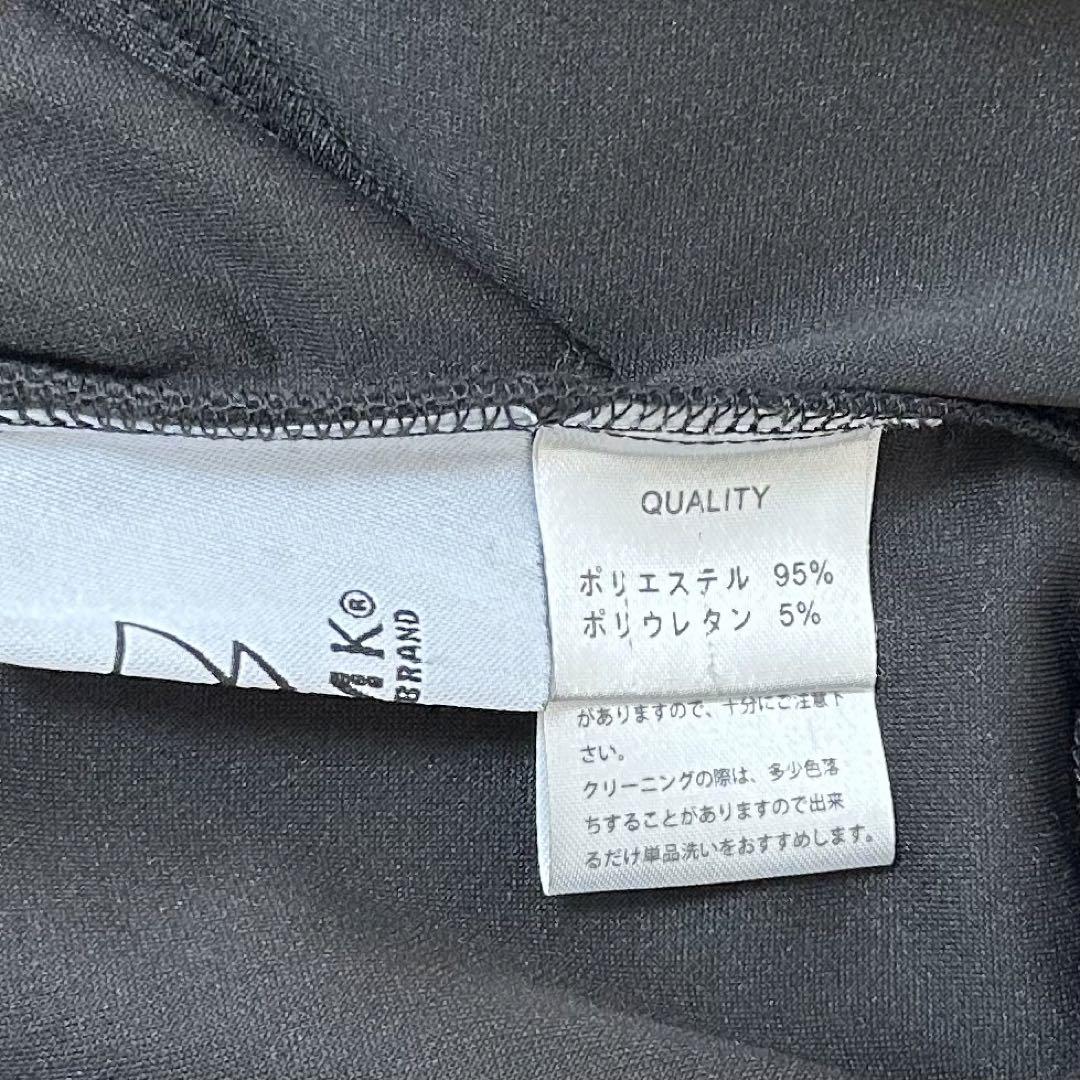 QUALITY
ポリエステル 95%
ポリウレタン 5%
がありますので、十分にご注意下
さい。
クリーニングの際は、多少色落
ちすることがありますので出来
るだけ単品洗いをおすすめします。
K®
BRAND